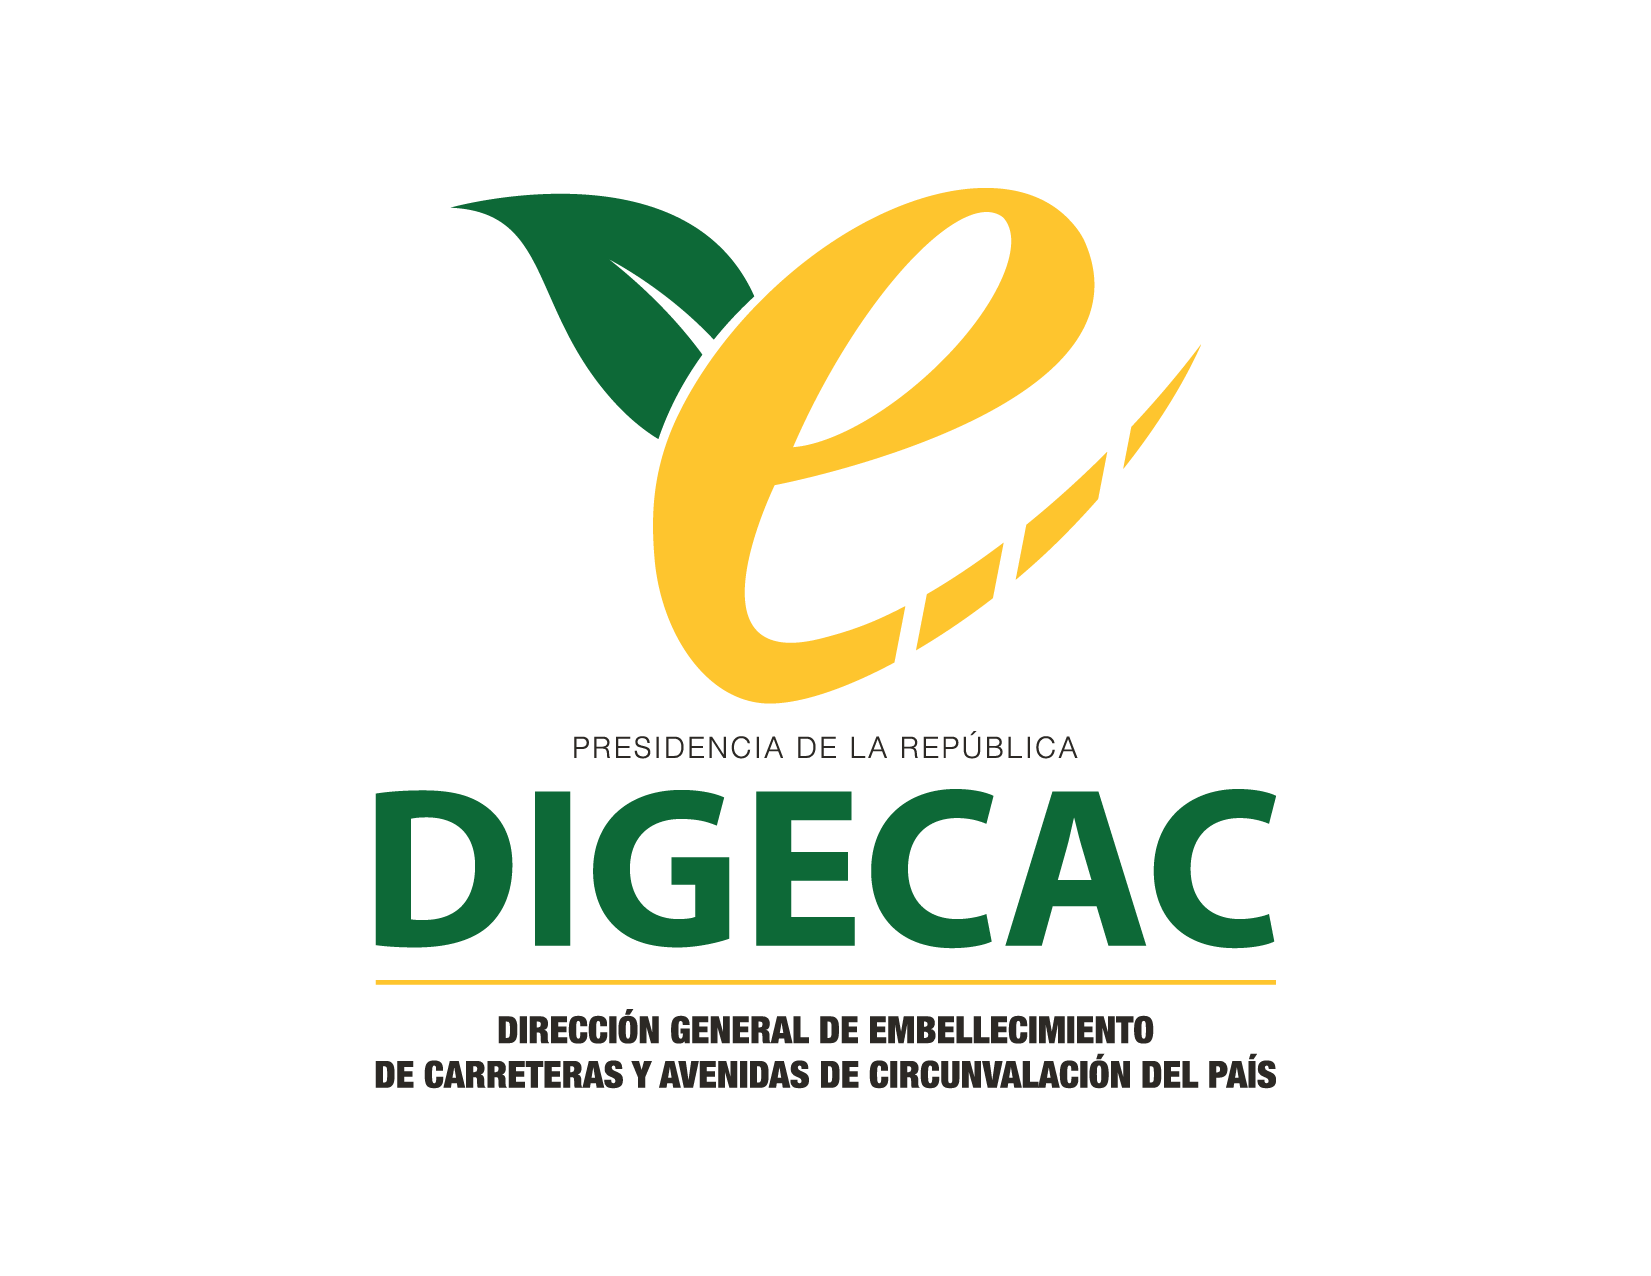 e
PRESIDENCIA DE LA REPÚBLICA
DIGECAC
DIRECCIÓN GENERAL DE EMBELLECIMIENTO
DE CARRETERAS Y AVENIDAS DE CIRCUNVALACIÓN DEL PAÍS